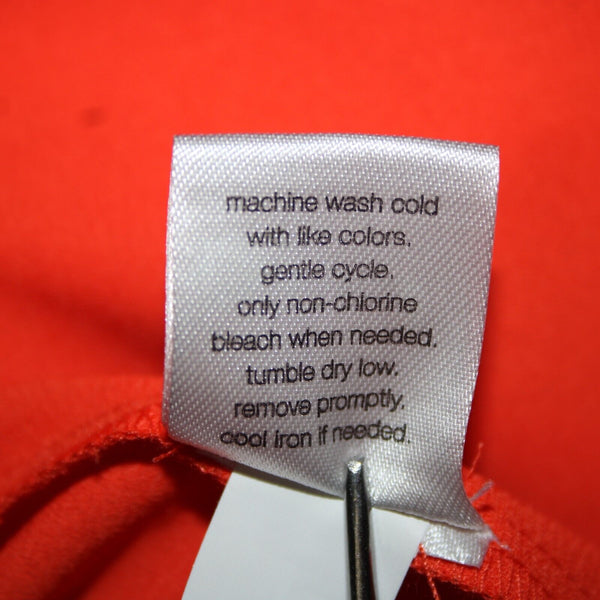 machine wash cold
with like colors.
gentle cycle.
only non-chlorine
bleach when needed.
tumble dry low.
remove promptly.
cool iron if needed.